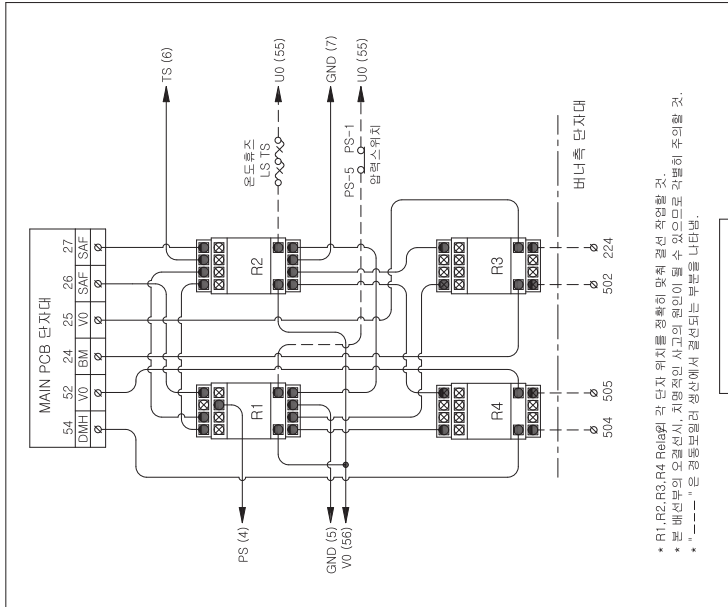 MAIN PCB 단자대
54 52 24 25 26 27
DMH V0 BM V0 SAF SAF
TS (6)
U0 (55)
GND (7)
U0 (55)
온도휴즈
LS TS
PS-5 PS-1
압력스위치
R1
R2
R3
R4
PS (4)
GND (5)
V0 (56)
버너측 단자대
504 505 502 224
* R1,R2,R3,R4 Relay의 각 단자 위치를 정확히 맞춰 결선 작업할 것.
* 본 배선부의 오결선시, 치명적인 사고의 원인이 될 수 있으므로 각별히 주의할 것.
* "----" 은 경동보일러 생산에서 결선되는 부분을 나타냄.